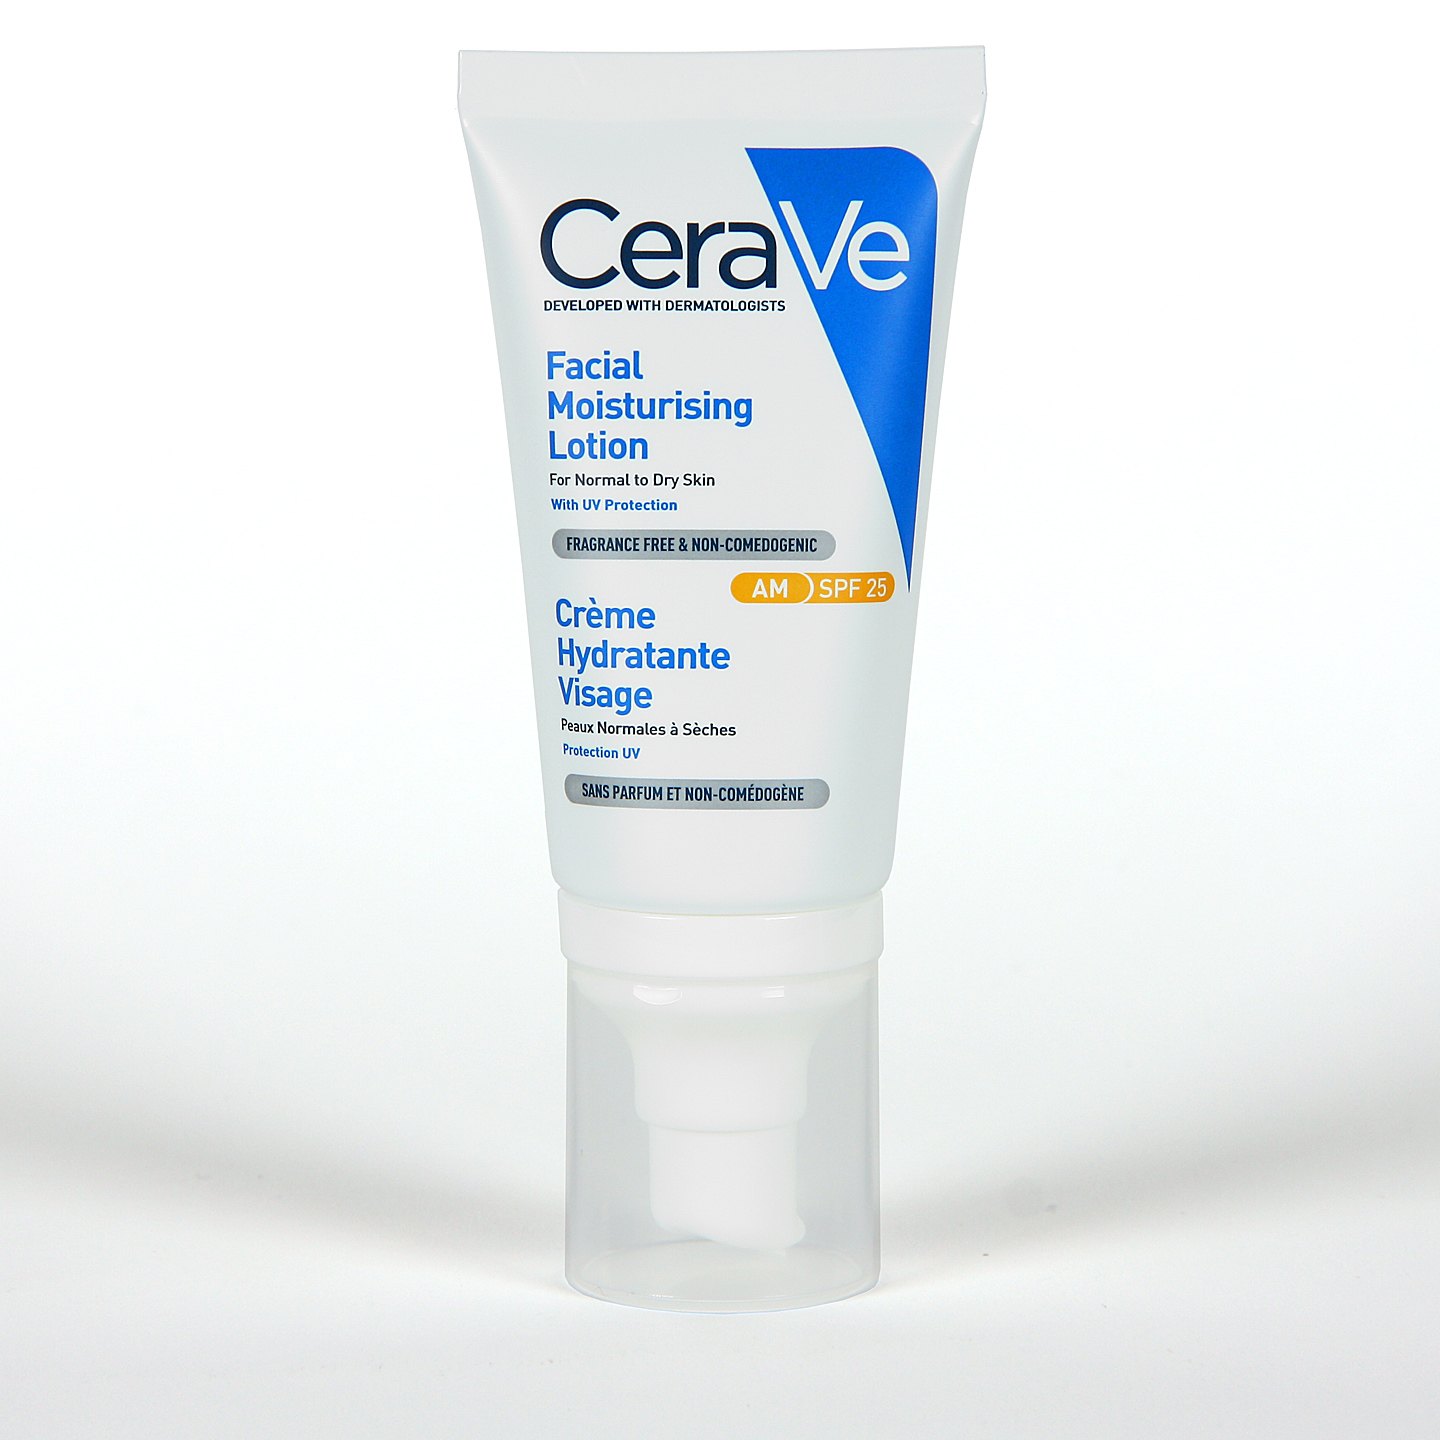 CeraVe
DEVELOPED WITH DERMATOLOGISTS
Facial
Moisturising
Lotion
For Normal to Dry Skin
With UV Protection
FRAGRANCE FREE & NON-COMEDOGENIC
AM SPF 25
Crème
Hydratante
Visage
Peaux Normales à Sèches
Protection UV
SANS PARFUM ET NON-COMÉDOGÈNE